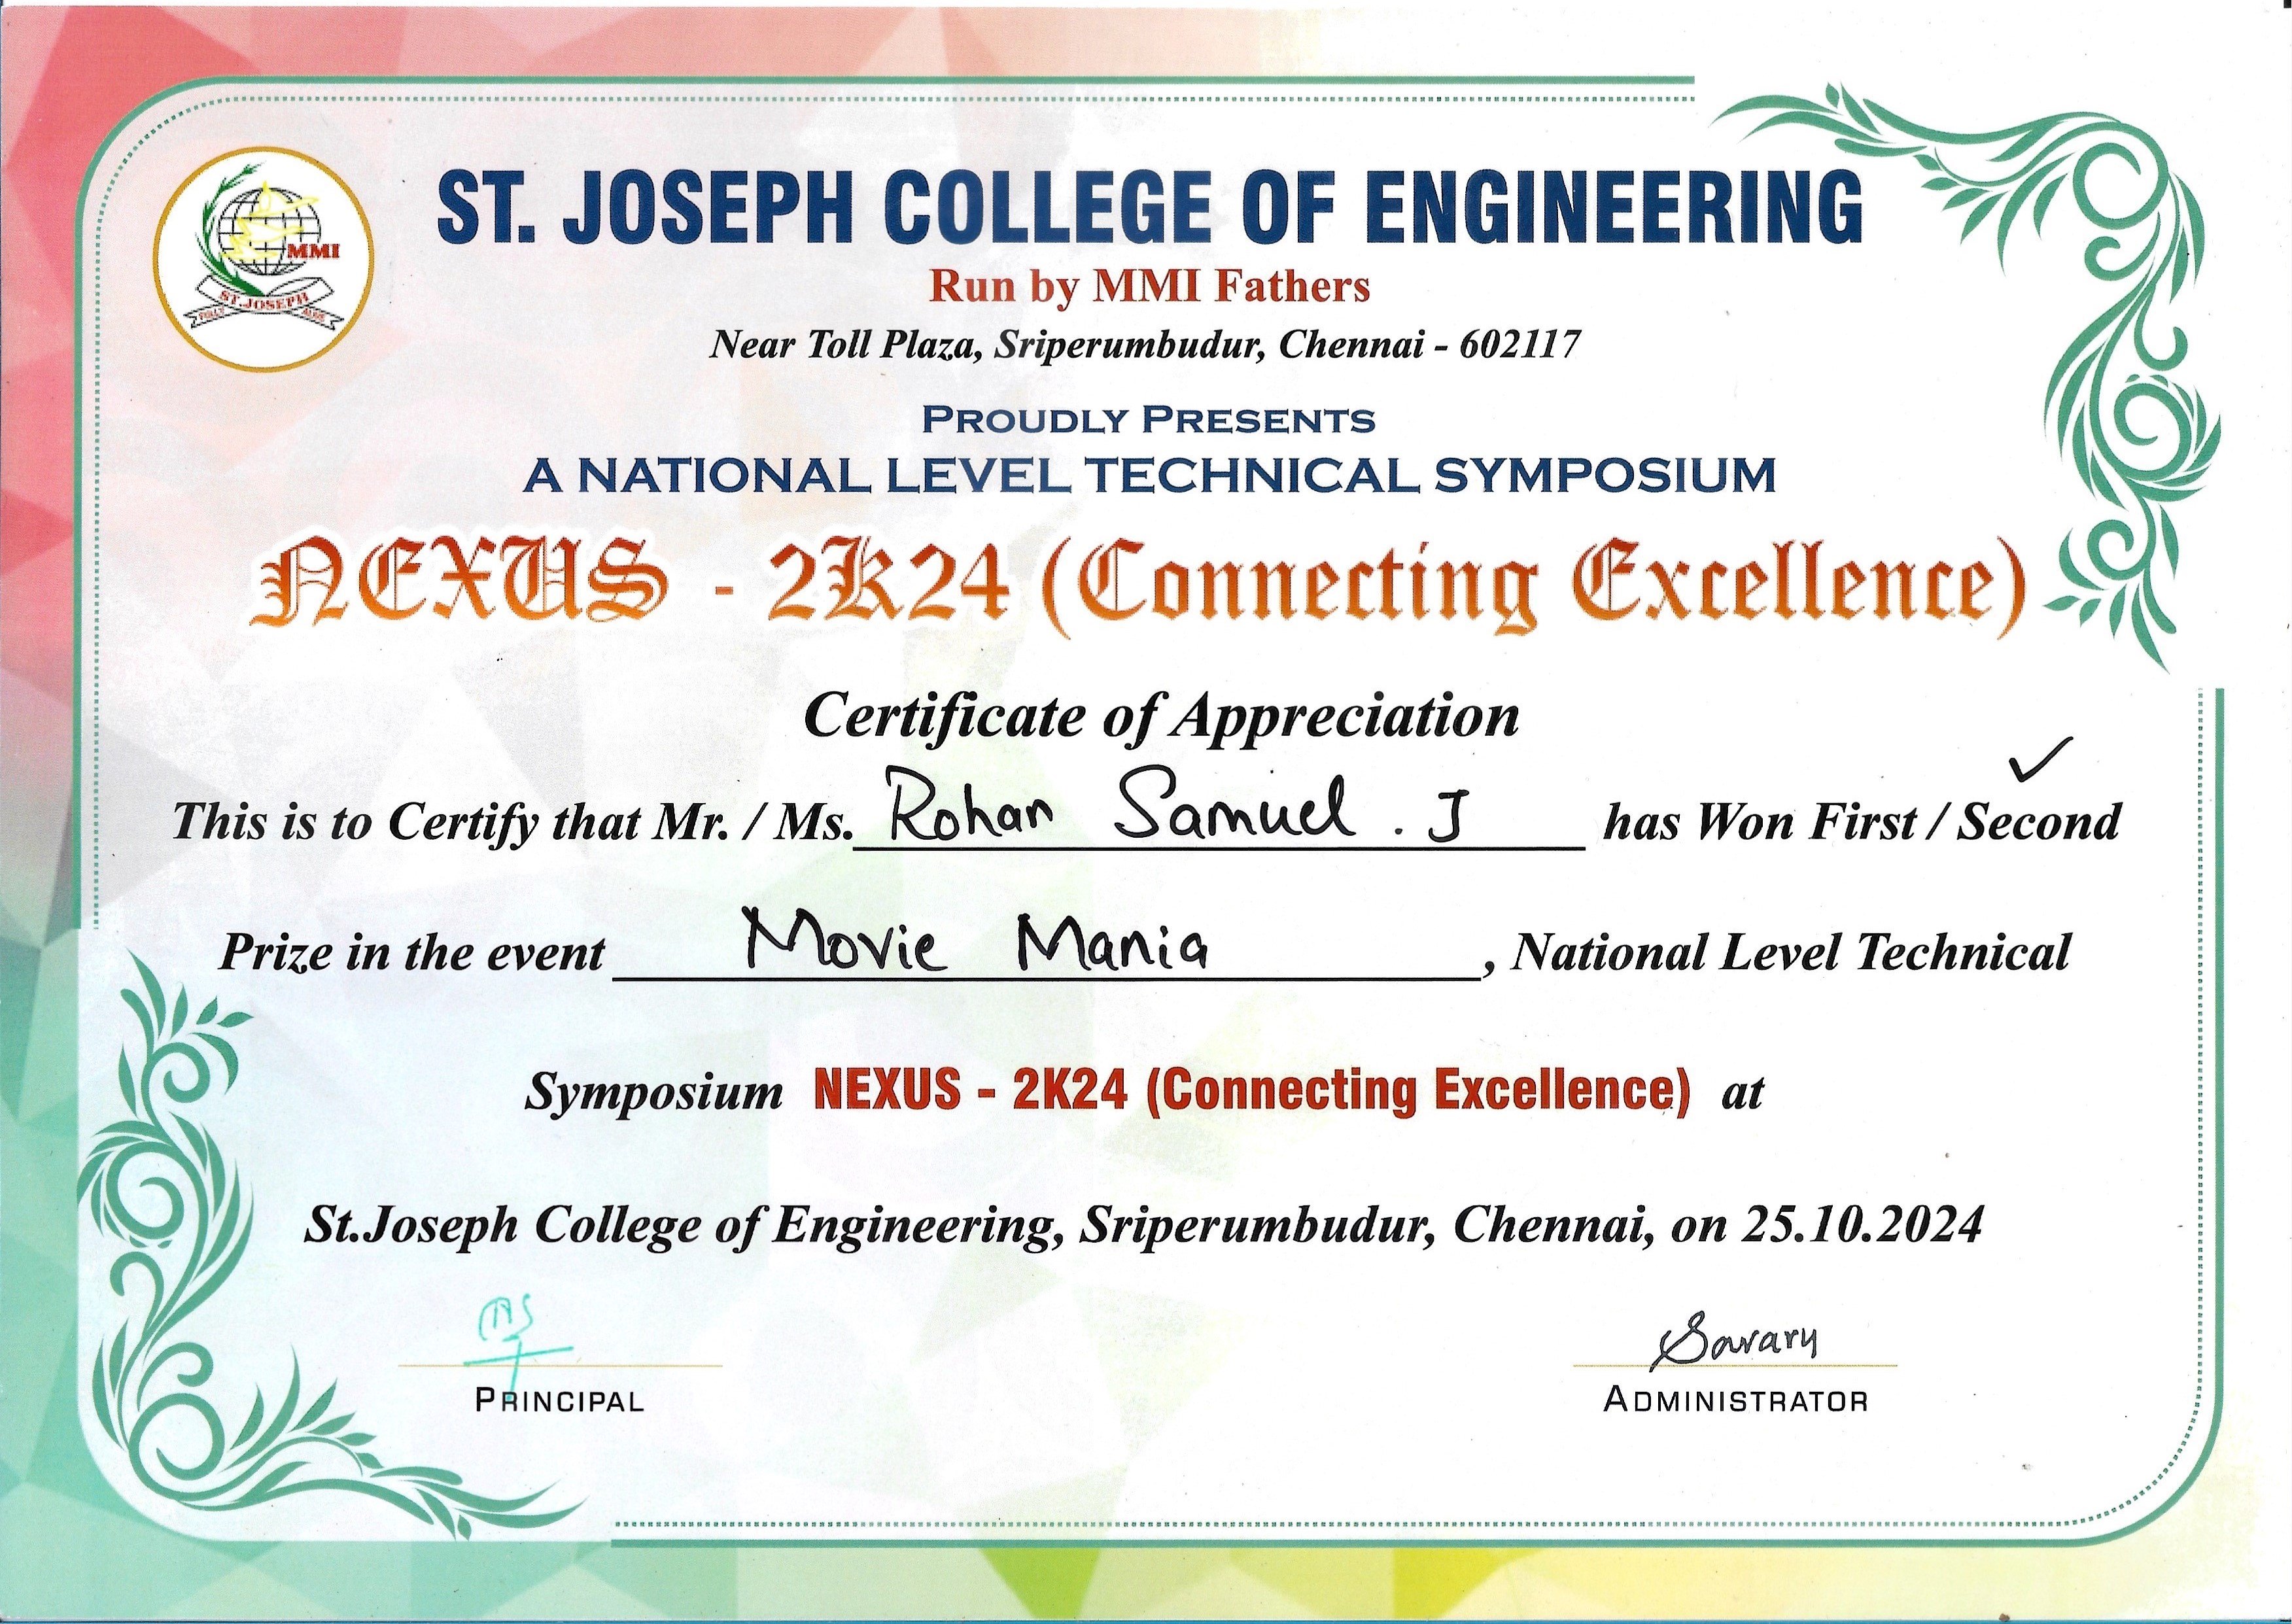 MMI
ST.JOSEPH
FULLY ALIVE
ST. JOSEPH COLLEGE OF ENGINEERING
Run by MMI Fathers
Near Toll Plaza, Sriperumbudur, Chennai - 602117
PROUDLY PRESENTS
A NATIONAL LEVEL TECHNICAL SYMPOSIUM
NEXUS - 2K24 (Connecting Excellence)
Certificate of Appreciation
This is to Certify that Mr. / Ms. Rohan Samuel . J has Won First / Second ✓
Prize in the event Movie Mania, National Level Technical
Symposium NEXUS - 2K24 (Connecting Excellence) at
St.Joseph College of Engineering, Sriperumbudur, Chennai, on 25.10.2024
PRINCIPAL
ADMINISTRATOR